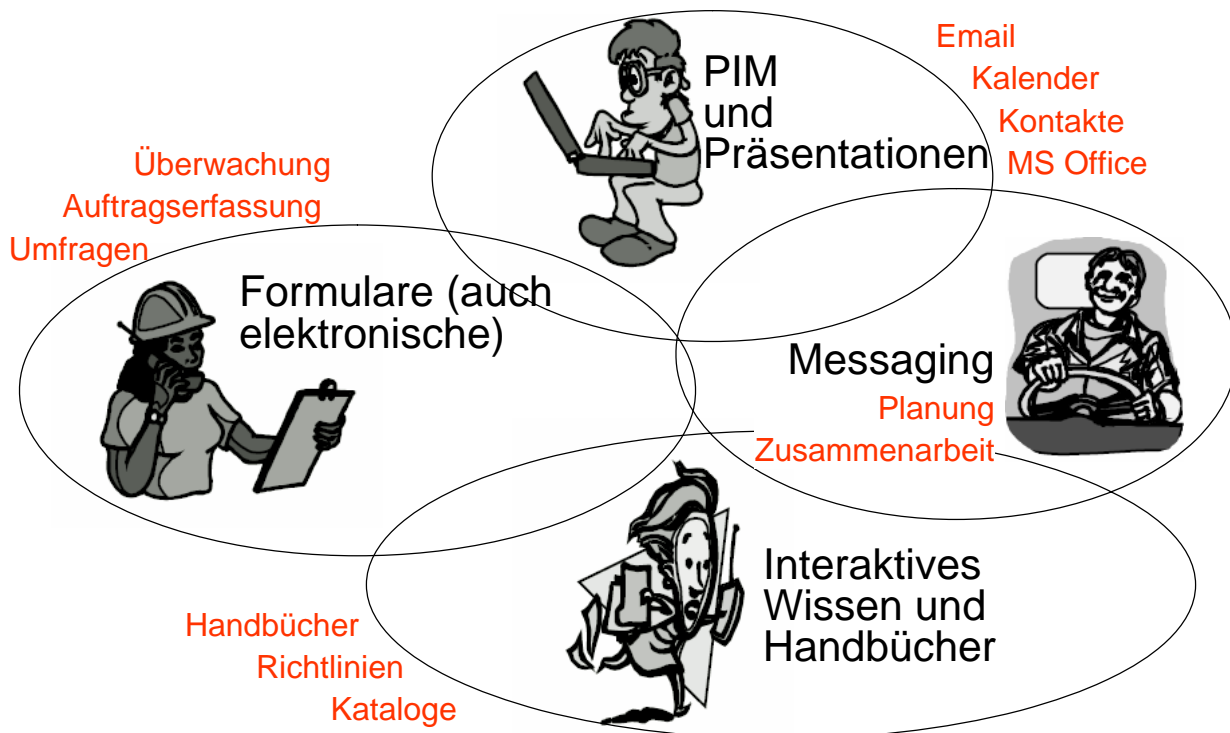 PIM
und
Präsentationen
Email
Kalender
Kontakte
MS Office
Überwachung
Auftragserfassung
Umfragen
Formulare (auch
elektronische)
Messaging
Planung
Zusammenarbeit
Interaktives
Wissen und
Handbücher
Handbücher
Richtlinien
Kataloge